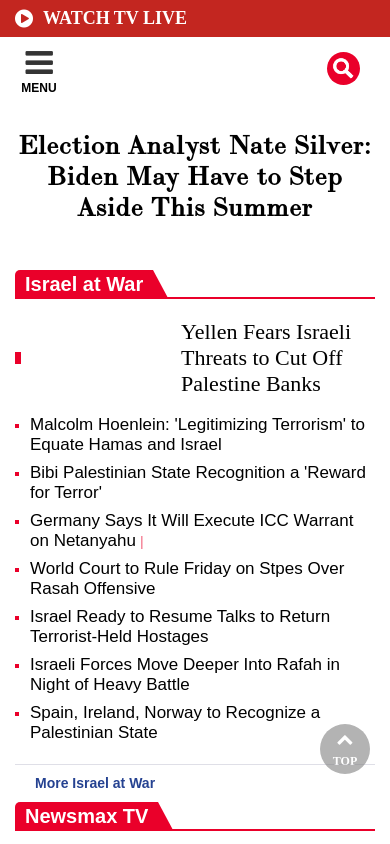 WATCH TV LIVE
MENU
Election Analyst Nate Silver:
Biden May Have to Step
Aside This Summer
Israel at War
Yellen Fears Israeli
Threats to Cut Off
Palestine Banks
Malcolm Hoenlein: 'Legitimizing Terrorism' to
Equate Hamas and Israel
Bibi Palestinian State Recognition a 'Reward
for Terror'
Germany Says It Will Execute ICC Warrant
on Netanyahu |
World Court to Rule Friday on Stpes Over
Rasah Offensive
Israel Ready to Resume Talks to Return
Terrorist-Held Hostages
Israeli Forces Move Deeper Into Rafah in
Night of Heavy Battle
Spain, Ireland, Norway to Recognize a
Palestinian State
TOP
More Israel at War
Newsmax TV